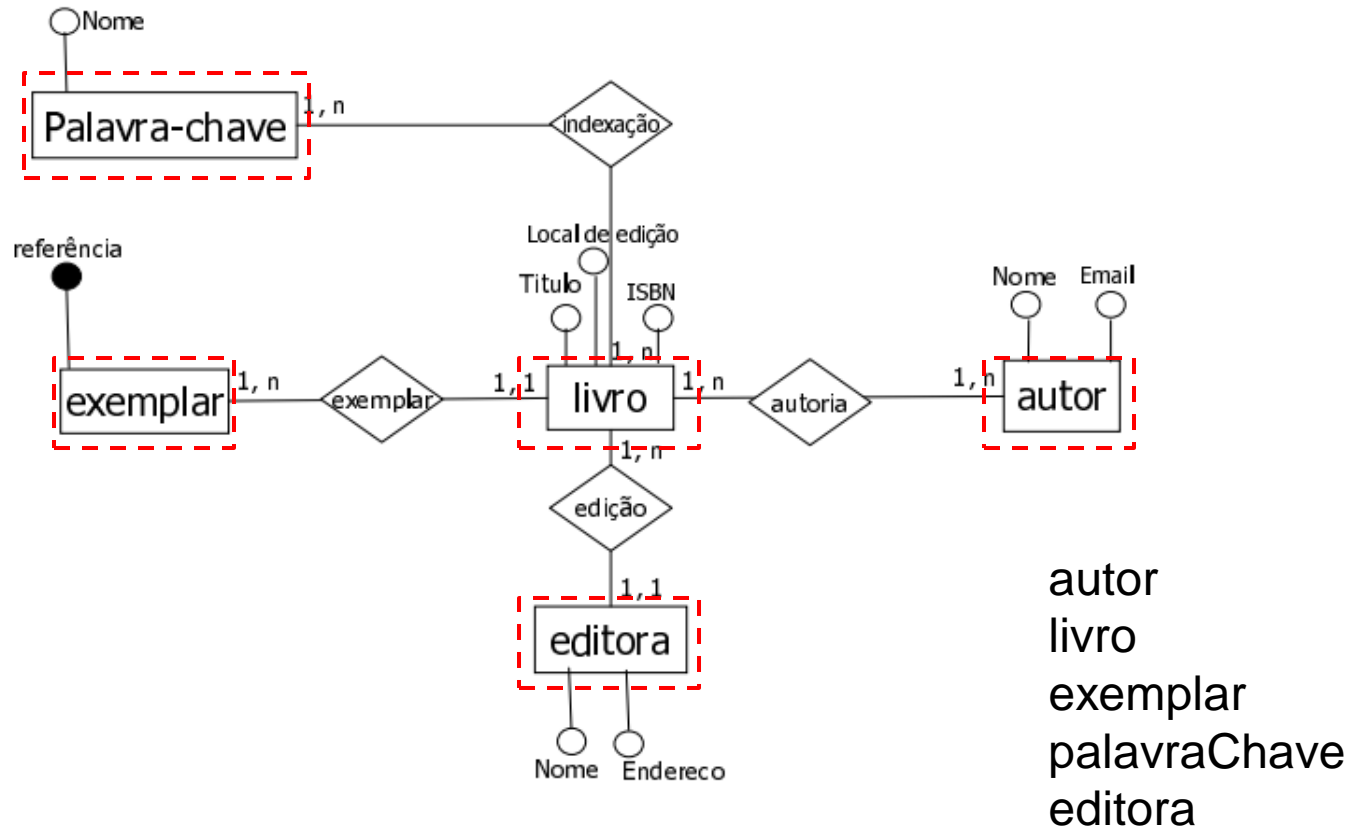 Nome
Palavra-chave
1,n
indexação
referência
Local de edição
Titulo
ISBN
Nome
Email
1,n
exemplar
1,n
exemplar
1,1
livro
1,n
autoria
1,n
autor
1,n
edição
1,1
editora
Nome
Endereco
autor
livro
exemplar
palavraChave
editora